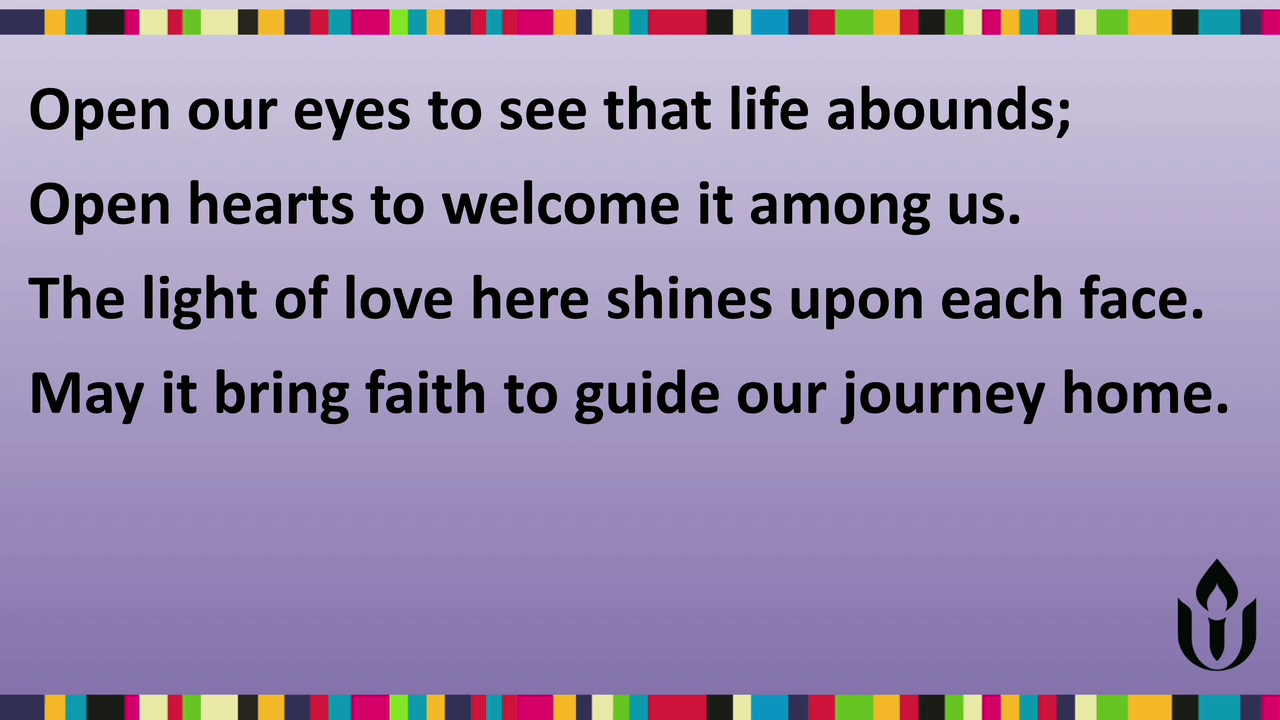 Open our eyes to see that life abounds;
Open hearts to welcome it among us.
The light of love here shines upon each face.
May it bring faith to guide our journey home.